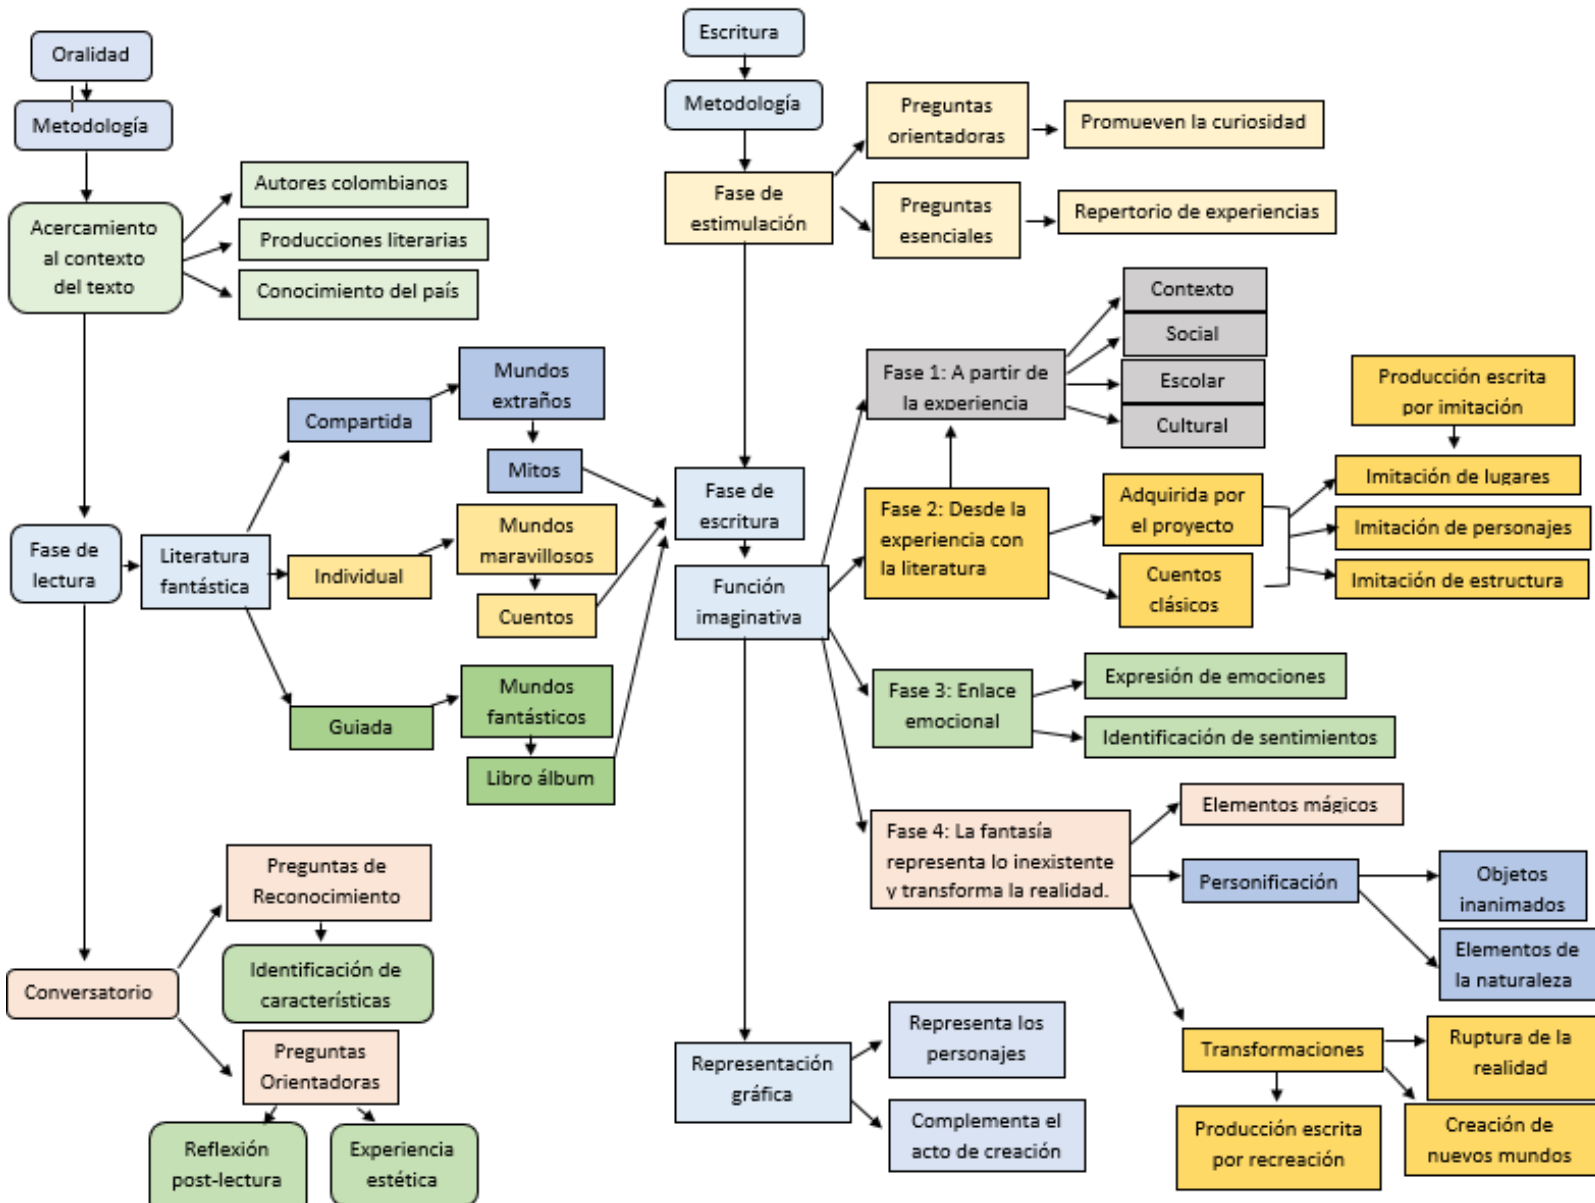 Oralidad
Metodología
Acercamiento
al contexto
del texto
Autores colombianos
Producciones literarias
Conocimiento del país
Fase de
lectura
Literatura
fantástica
Compartida
Mundos
extraños
Mitos
Individual
Mundos
maravillosos
Cuentos
Guiada
Mundos
fantásticos
Libro álbum
Conversatorio
Preguntas de
Reconocimiento
Identificación de
características
Preguntas
Orientadoras
Reflexión
post-lectura
Experiencia
estética
Escritura
Metodología
Fase de
estimulación
Preguntas
orientadoras
Promueven la curiosidad
Preguntas
esenciales
Repertorio de experiencias
Fase de
escritura
Función
imaginativa
Fase 1: A partir de
la experiencia
Contexto
Social
Escolar
Cultural
Fase 2: Desde la
experiencia con
la literatura
Adquirida por
el proyecto
Cuentos
clásicos
Producción escrita
por imitación
Imitación de lugares
Imitación de personajes
Imitación de estructura
Fase 3: Enlace
emocional
Expresión de emociones
Identificación de sentimientos
Fase 4: La fantasía
representa lo inexistente
y transforma la realidad.
Elementos mágicos
Personificación
Objetos
inanimados
Elementos de
la naturaleza
Transformaciones
Ruptura de la
realidad
Creación de
nuevos mundos
Producción escrita
por recreación
Representación
gráfica
Representa los
personajes
Complementa el
acto de creación